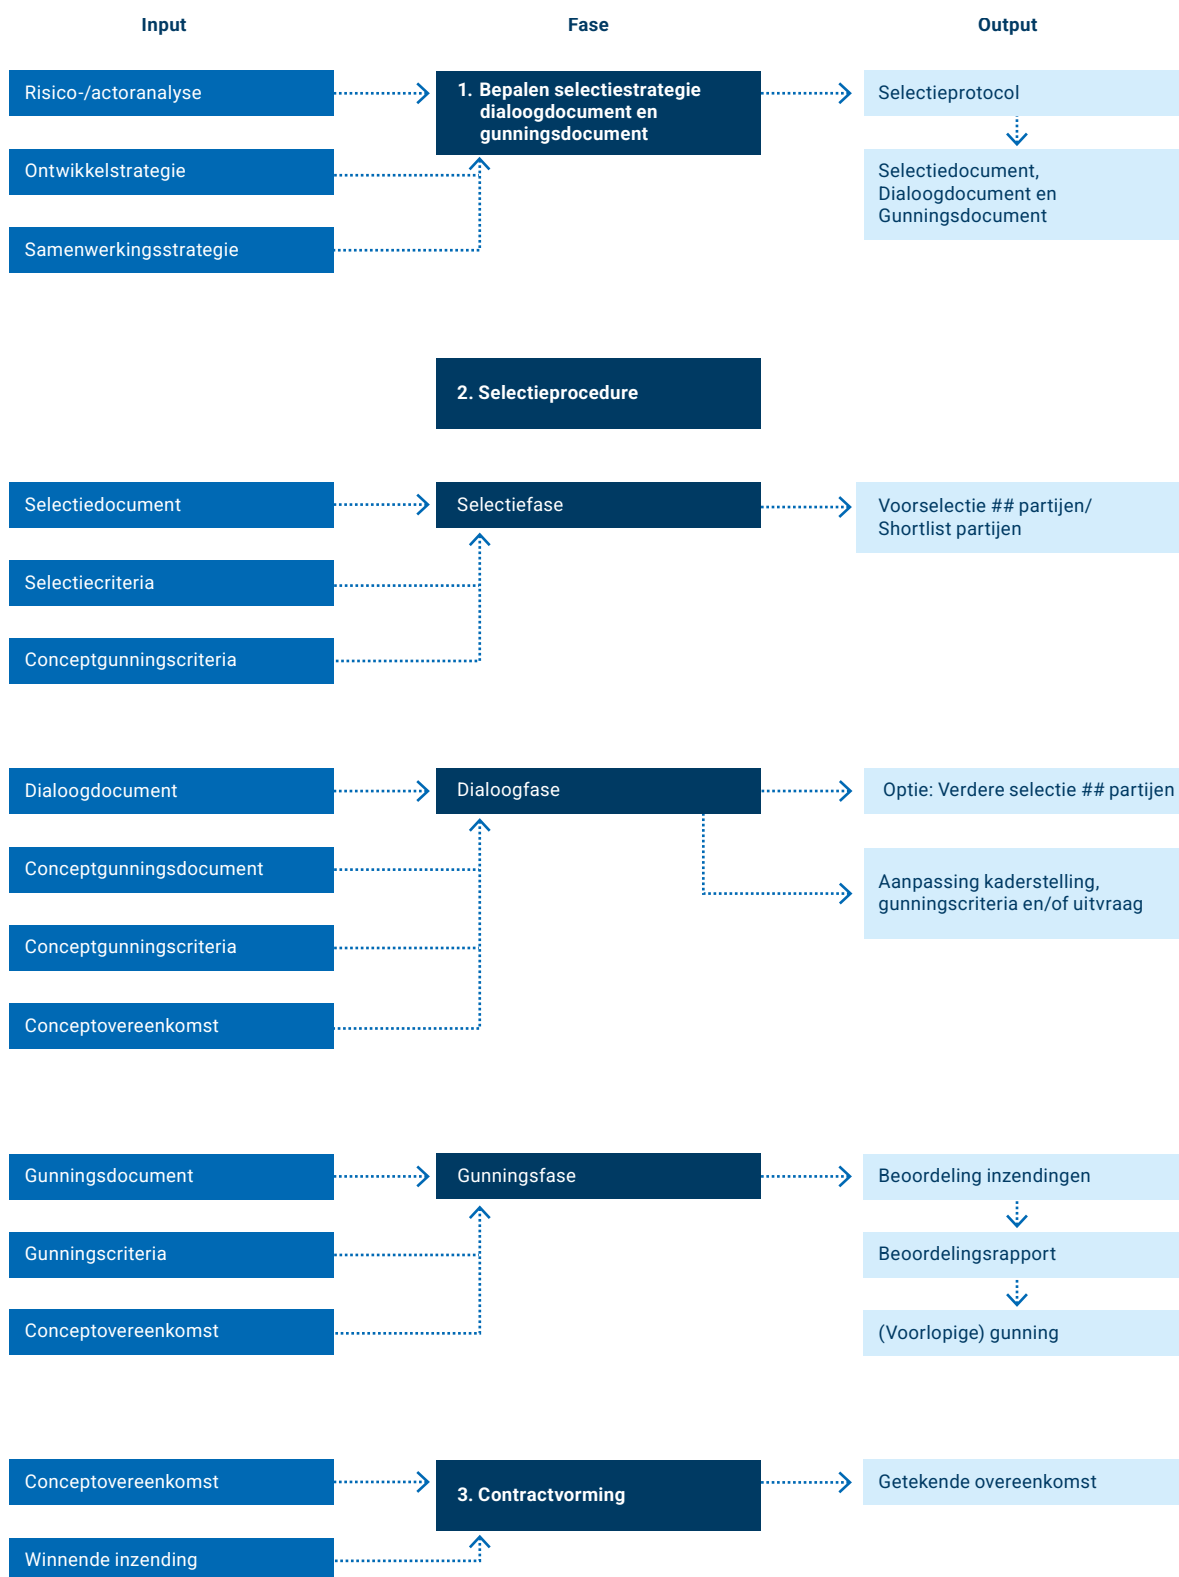 Input
Fase
Output
Risico-/actoranalyse
1. Bepalen selectiestrategie
dialoogdocument en
gunningsdocument
Selectieprotocol
Ontwikkelstrategie
Selectiedocument,
Dialoogdocument en
Gunningsdocument
Samenwerkingsstrategie
2. Selectieprocedure
Selectiedocument
Selectiefase
Voorselectie ## partijen/
Shortlist partijen
Selectiecriteria
Conceptgunningscriteria
Dialoogdocument
Dialoogfase
Optie: Verdere selectie ## partijen
Conceptgunningsdocument
Aanpassing kaderstelling,
gunningscriteria en/of uitvraag
Conceptgunningscriteria
Conceptovereenkomst
Gunningsdocument
Gunningsfase
Beoordeling inzendingen
Gunningscriteria
Beoordelingsrapport
Conceptovereenkomst
(Voorlopige) gunning
Conceptovereenkomst
3. Contractvorming
Getekende overeenkomst
Winnende inzending